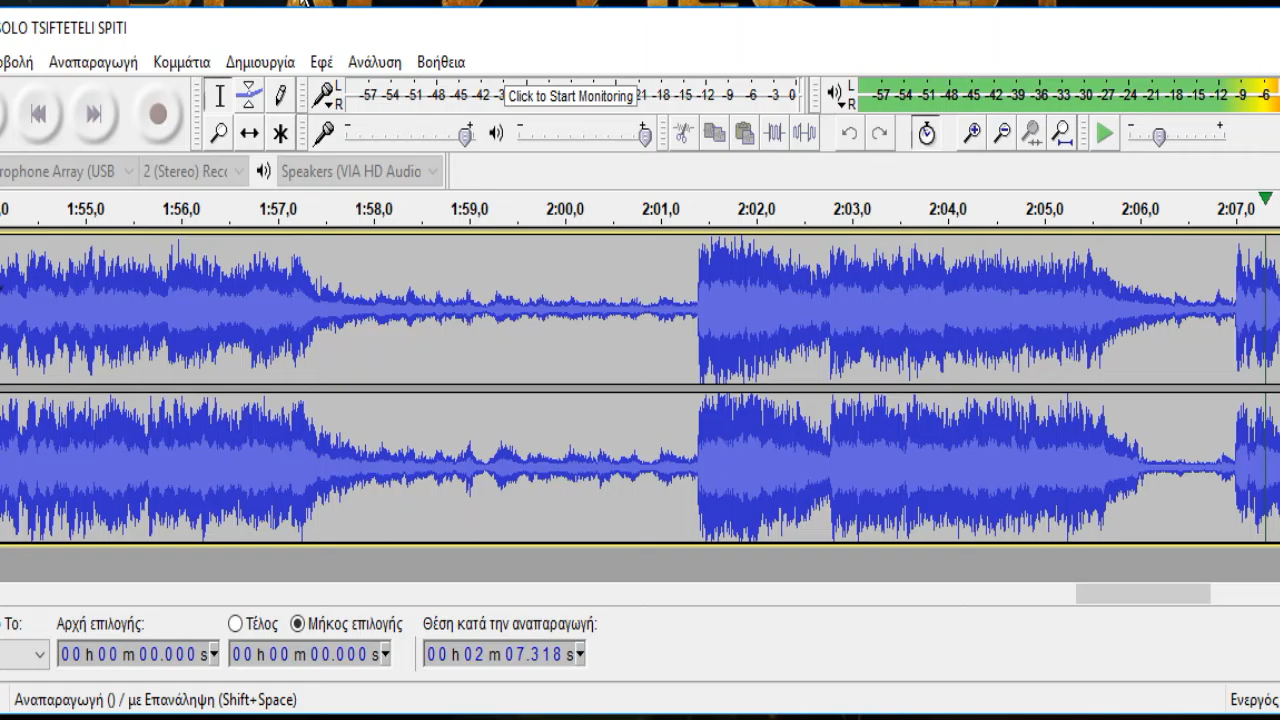 SOLO TSIFTETELI SPITI
οβολή Αναπαραγωγή Κομμάτια Δημιουργία Εφέ Ανάλυση Βοήθεια
L -57 -54 -51 -48 -45 -42 -3 Click to Start Monitoring 21 -18 -15 -12 -9 -6 -3 0 L -57 -54 -51 -48 -45 -42 -39 -36 -33 -30 -27 -24 -21 -18 -15 -12 -9 -6
R R
rophone Array (USB 2 (Stereo) Recc Speakers (VIA HD Audio
,0 1:55,0 1:56,0 1:57,0 1:58,0 1:59,0 2:00,0 2:01,0 2:02,0 2:03,0 2:04,0 2:05,0 2:06,0 2:07,0
Το: Αρχή επιλογής: Τέλος Μήκος επιλογής Θέση κατά την αναπαραγωγή:
00 h 00 m 00.000 s 00 h 00 m 00.000 s 00 h 02 m 07.318 s
Αναπαραγωγή () / με Επανάληψη (Shift+Space) Ενεργός